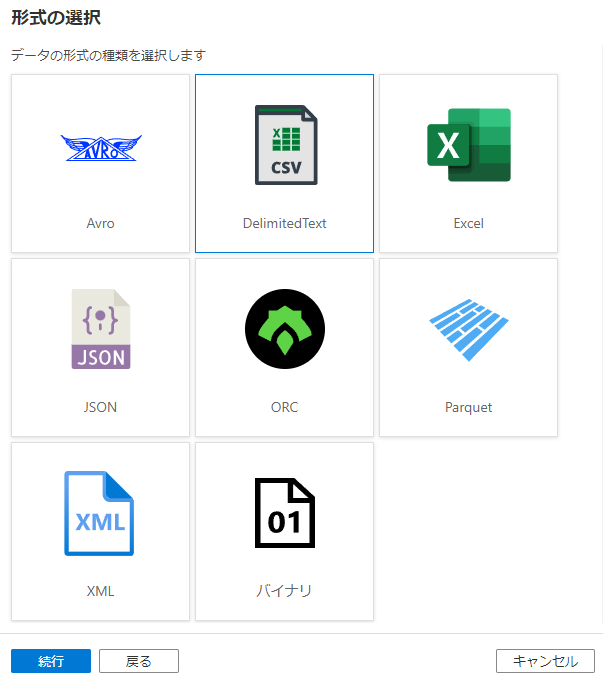 形式の選択
データの形式の種類を選択します
AVRO
Avro
X
CSV
DelimitedText
X
Excel
{:}
JSON
JSON
ORC
Parquet
XML
XML
01
バイナリ
続行
戻る
キャンセル